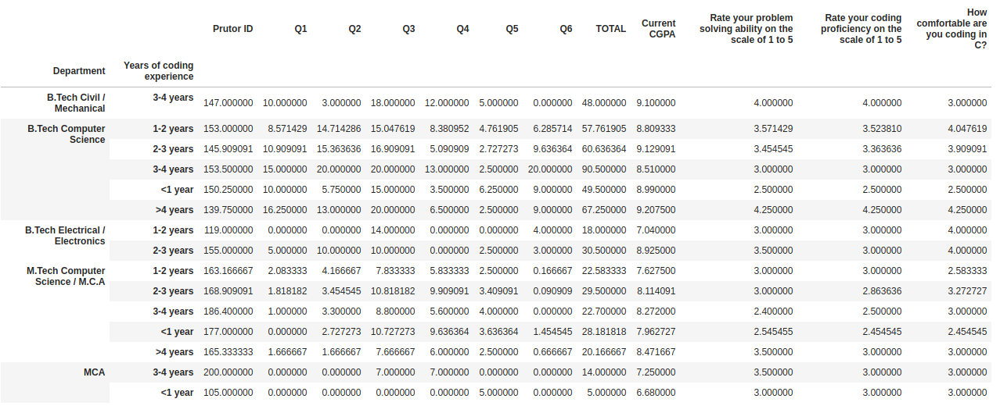 Prutor ID Q1 Q2 Q3 Q4 Q5 Q6 TOTAL Current CGPA Rate your problem solving ability on the scale of 1 to 5 Rate your coding proficiency on the scale of 1 to 5 How comfortable are you coding in C?
Department Years of coding experience
B.Tech Civil / Mechanical 3-4 years 147.000000 10.000000 3.000000 18.000000 12.000000 5.000000 0.000000 48.000000 9.100000 4.000000 4.000000 3.000000
B.Tech Computer Science 1-2 years 153.000000 8.571429 14.714286 15.047619 8.380952 4.761905 6.285714 57.761905 8.809333 3.571429 3.523810 4.047619
2-3 years 145.909091 10.909091 15.363636 16.909091 5.090909 2.727273 9.636364 60.636364 9.129091 3.454545 3.363636 3.909091
3-4 years 153.500000 15.000000 20.000000 20.000000 13.000000 2.500000 20.000000 90.500000 8.510000 3.000000 3.000000 3.000000
<1 year 150.250000 10.000000 5.750000 15.000000 3.500000 6.250000 9.000000 49.500000 8.990000 2.500000 2.500000 2.500000
>4 years 139.750000 16.250000 13.000000 20.000000 6.500000 2.500000 9.000000 67.250000 9.207500 4.250000 4.250000 4.250000
B.Tech Electrical / Electronics 1-2 years 119.000000 0.000000 0.000000 14.000000 0.000000 0.000000 4.000000 18.000000 7.040000 3.000000 3.000000 4.000000
2-3 years 155.000000 5.000000 10.000000 10.000000 0.000000 2.500000 3.000000 30.500000 8.925000 3.500000 3.000000 4.000000
M.Tech Computer Science / M.C.A 1-2 years 163.166667 2.083333 4.166667 7.833333 5.833333 2.500000 0.166667 22.583333 7.627500 3.000000 3.000000 2.583333
2-3 years 168.909091 1.818182 3.454545 10.818182 9.909091 3.409091 0.090909 29.500000 8.114091 3.000000 2.863636 3.272727
3-4 years 186.400000 1.000000 3.300000 8.800000 5.600000 4.000000 0.000000 22.700000 8.272000 2.400000 2.500000 3.000000
<1 year 177.000000 0.000000 2.727273 10.727273 9.636364 3.636364 1.454545 28.181818 7.962727 2.545455 2.454545 2.454545
>4 years 165.333333 1.666667 1.666667 7.666667 6.000000 2.500000 0.666667 20.166667 8.471667 3.500000 3.000000 3.000000
MCA 3-4 years 200.000000 0.000000 0.000000 7.000000 7.000000 0.000000 0.000000 14.000000 7.250000 3.500000 3.000000 3.000000
<1 year 105.000000 0.000000 0.000000 0.000000 0.000000 5.000000 0.000000 5.000000 6.680000 3.000000 3.000000 3.000000